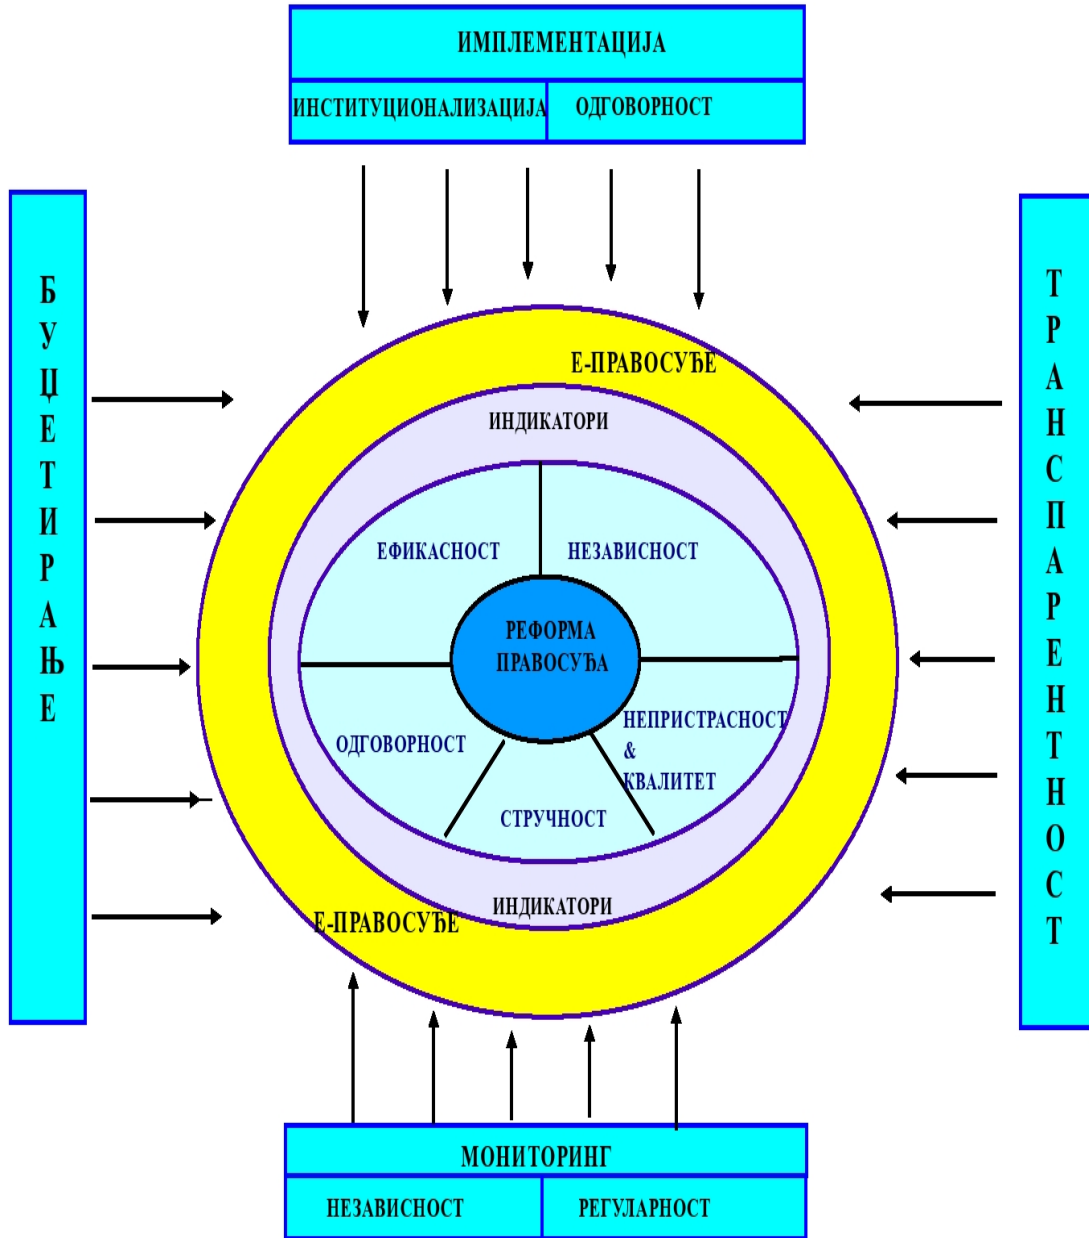 ИМПЛЕМЕНТАЦИЈА
ИНСТИТУЦИОНАЛИЗАЦИЈА
ОДГОВОРНОСТ
БУЏЕТИРАЊЕ
ТРАНСПАРЕНТНОСТ
Е-ПРАВОСУЂЕ
ИНДИКАТОРИ
ЕФИКАСНОСТ
НЕЗАВИСНОСТ
РЕФОРМА
ПРАВОСУЂА
ОДГОВОРНОСТ
НЕПРИСТРАСНОСТ
&
КВАЛИТЕТ
СТРУЧНОСТ
ИНДИКАТОРИ
Е-ПРАВОСУЂЕ
МОНИТОРИНГ
НЕЗАВИСНОСТ
РЕГУЛАРНОСТ